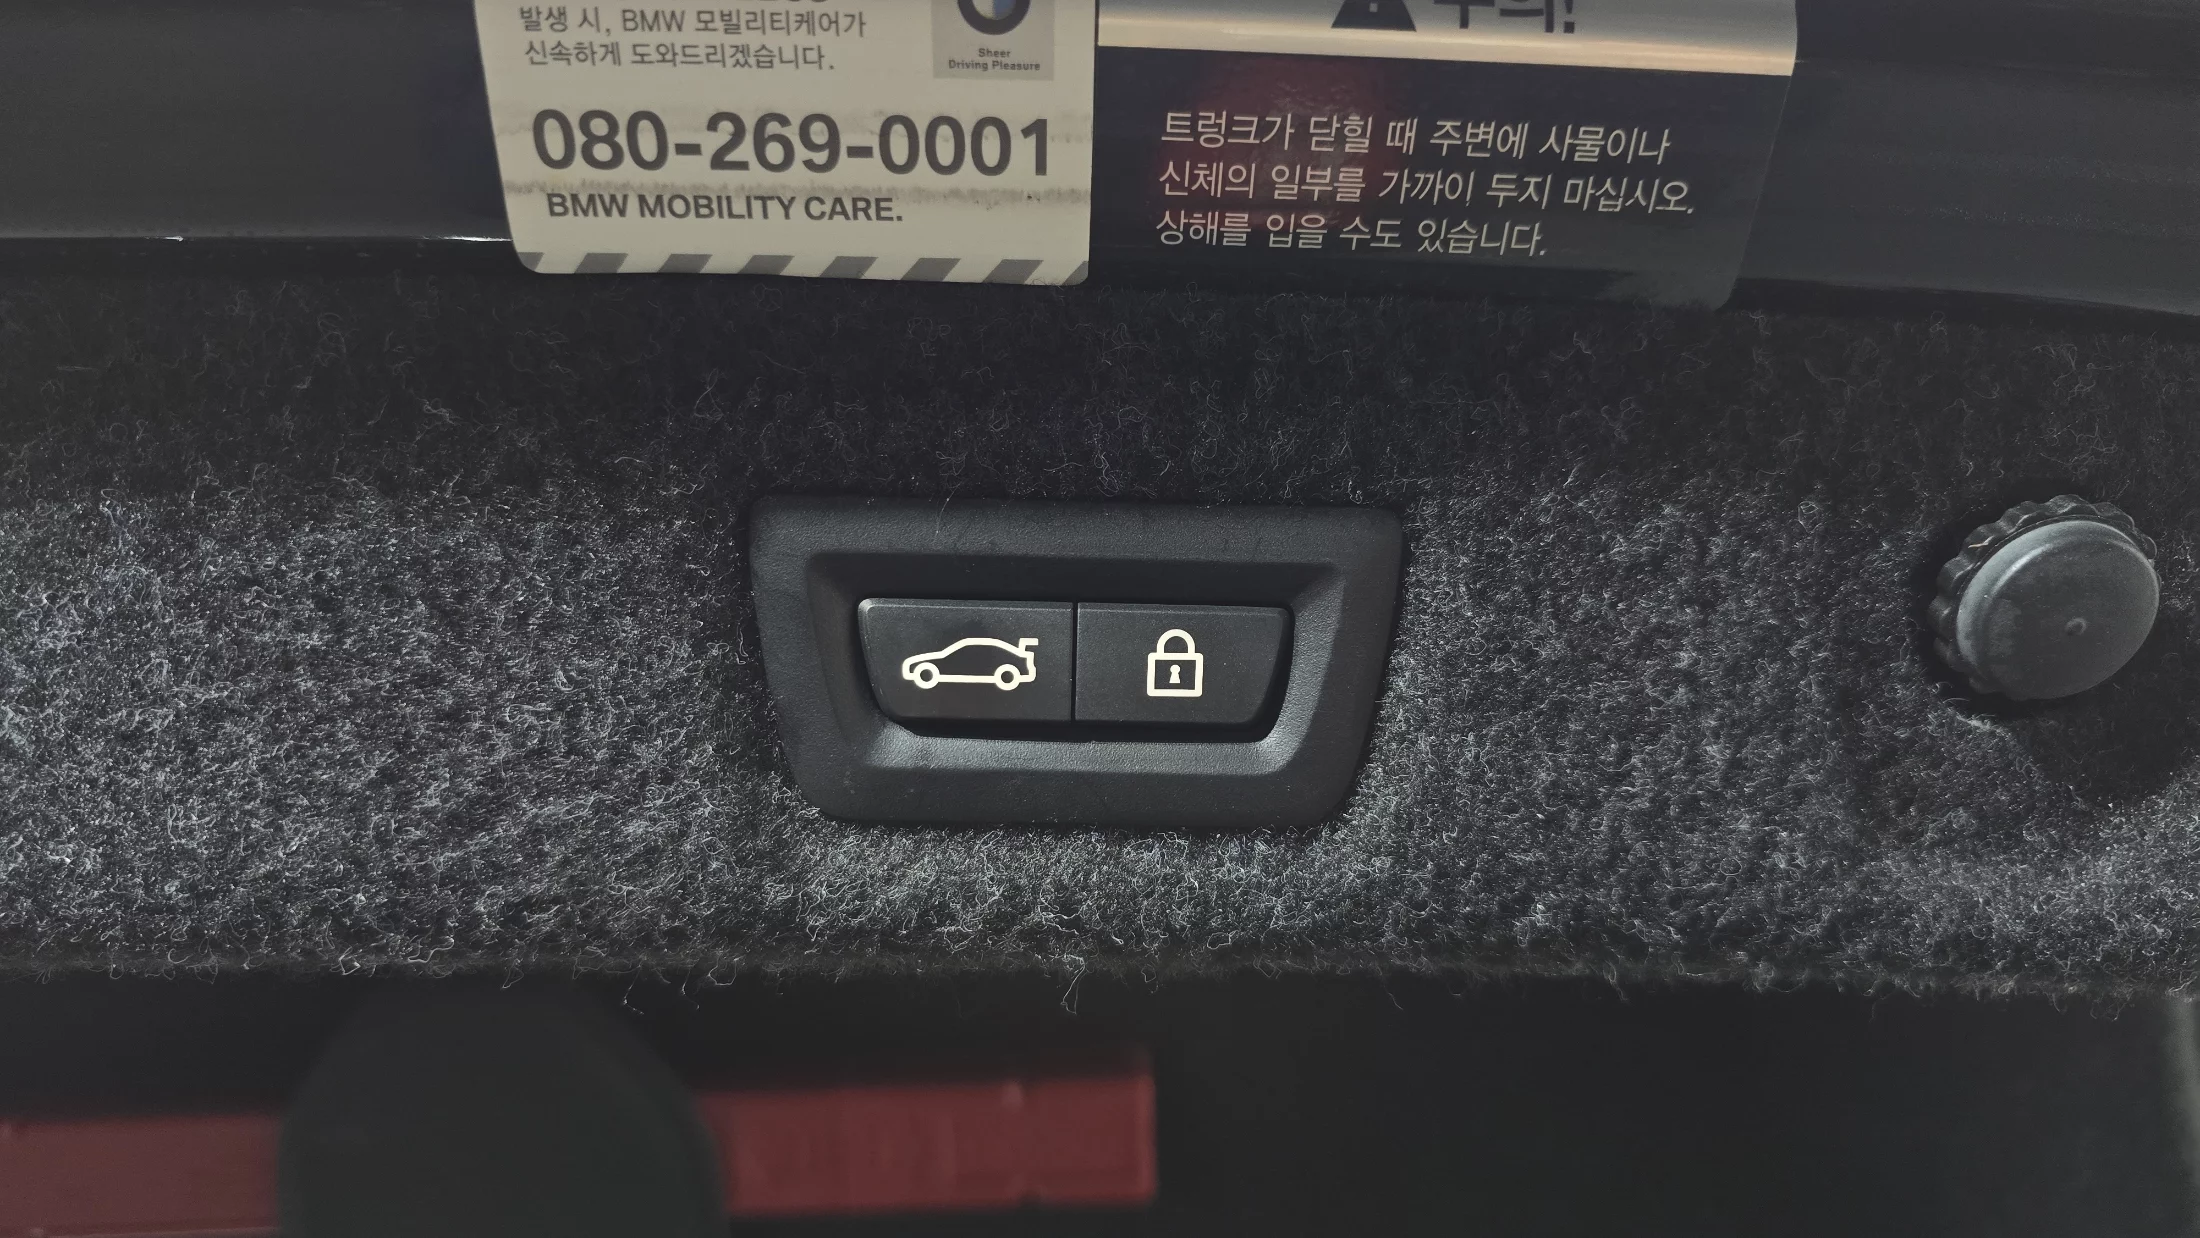 발생 시, BMW 모빌리티케어가
신속하게 도와드리겠습니다.
Sheer
Driving Pleasure
080-269-0001
BMW MOBILITY CARE.
주의!
트렁크가 닫힐 때 주변에 사물이나
신체의 일부를 가까이 두지 마십시오.
상해를 입을 수도 있습니다.